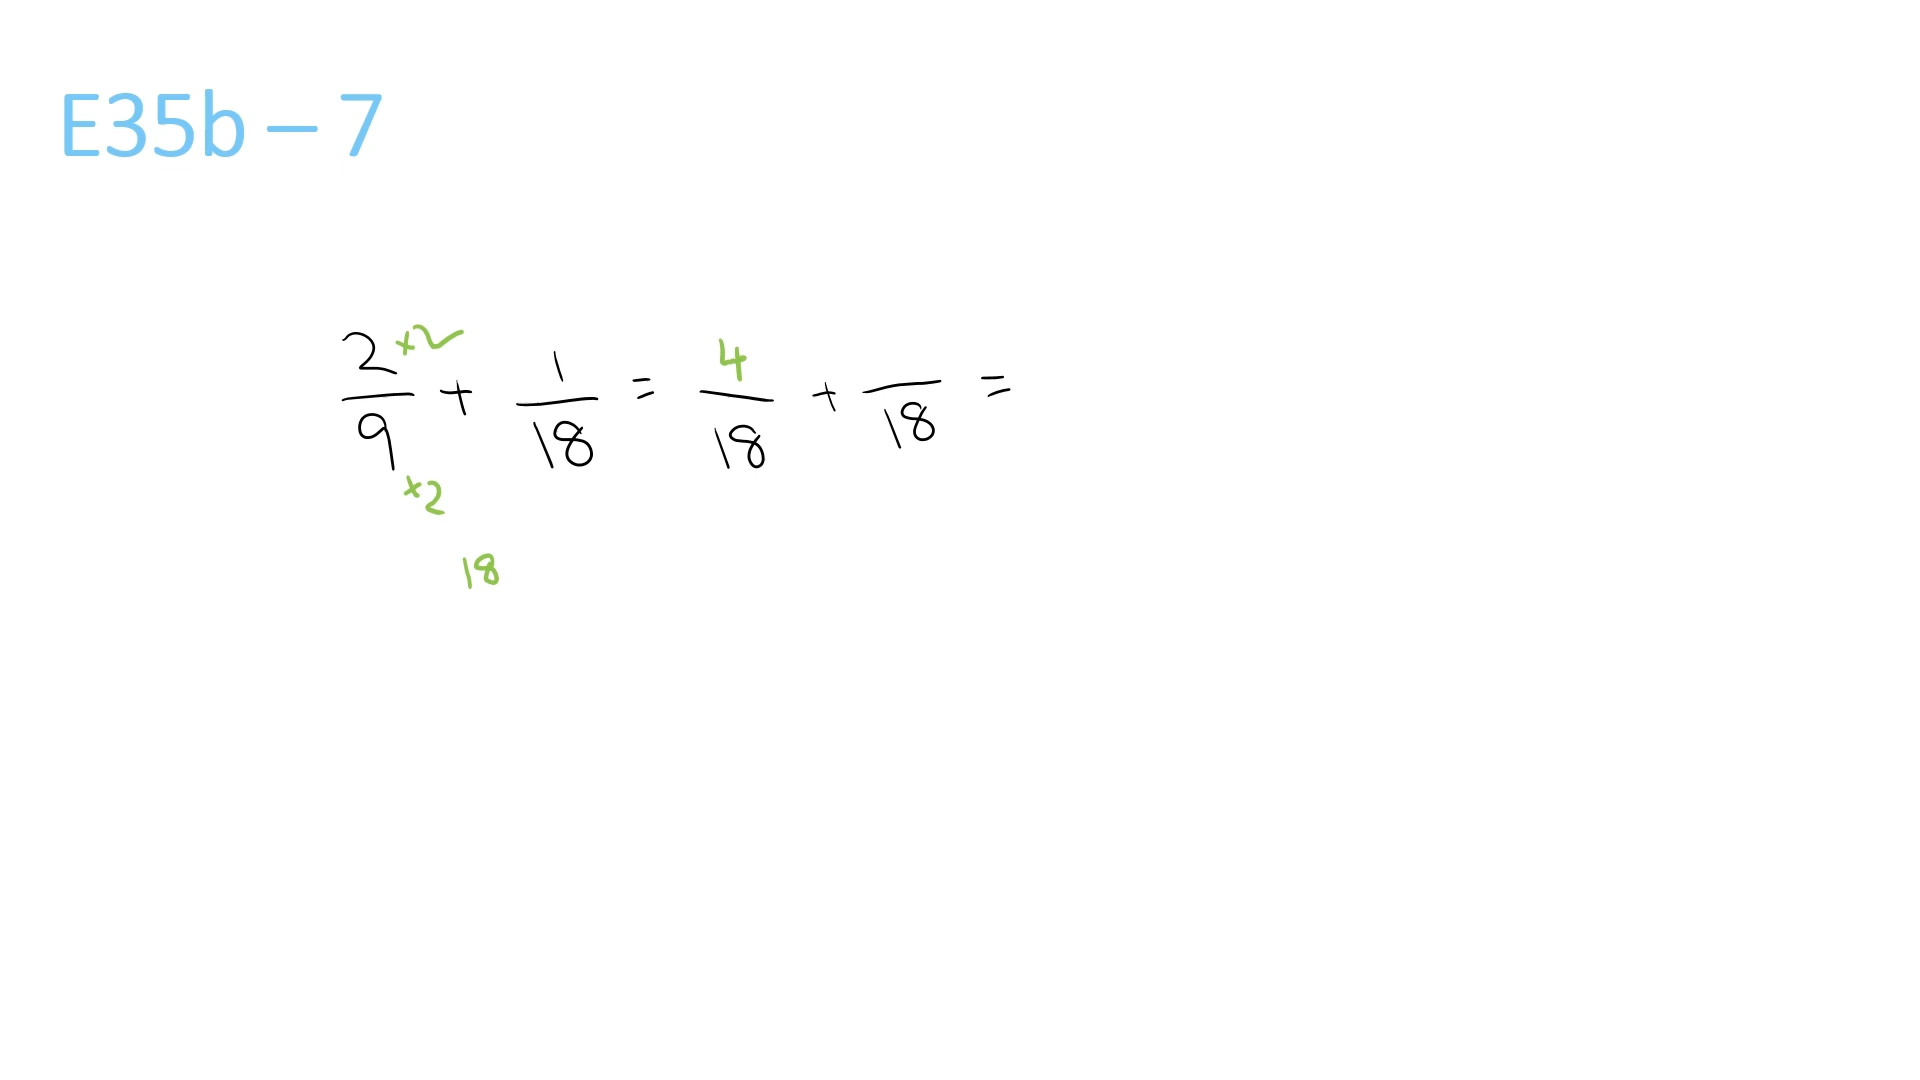 E35b – 7
2 ×2 1 4
— + — = — + — =
9 18 18 18
×2
18